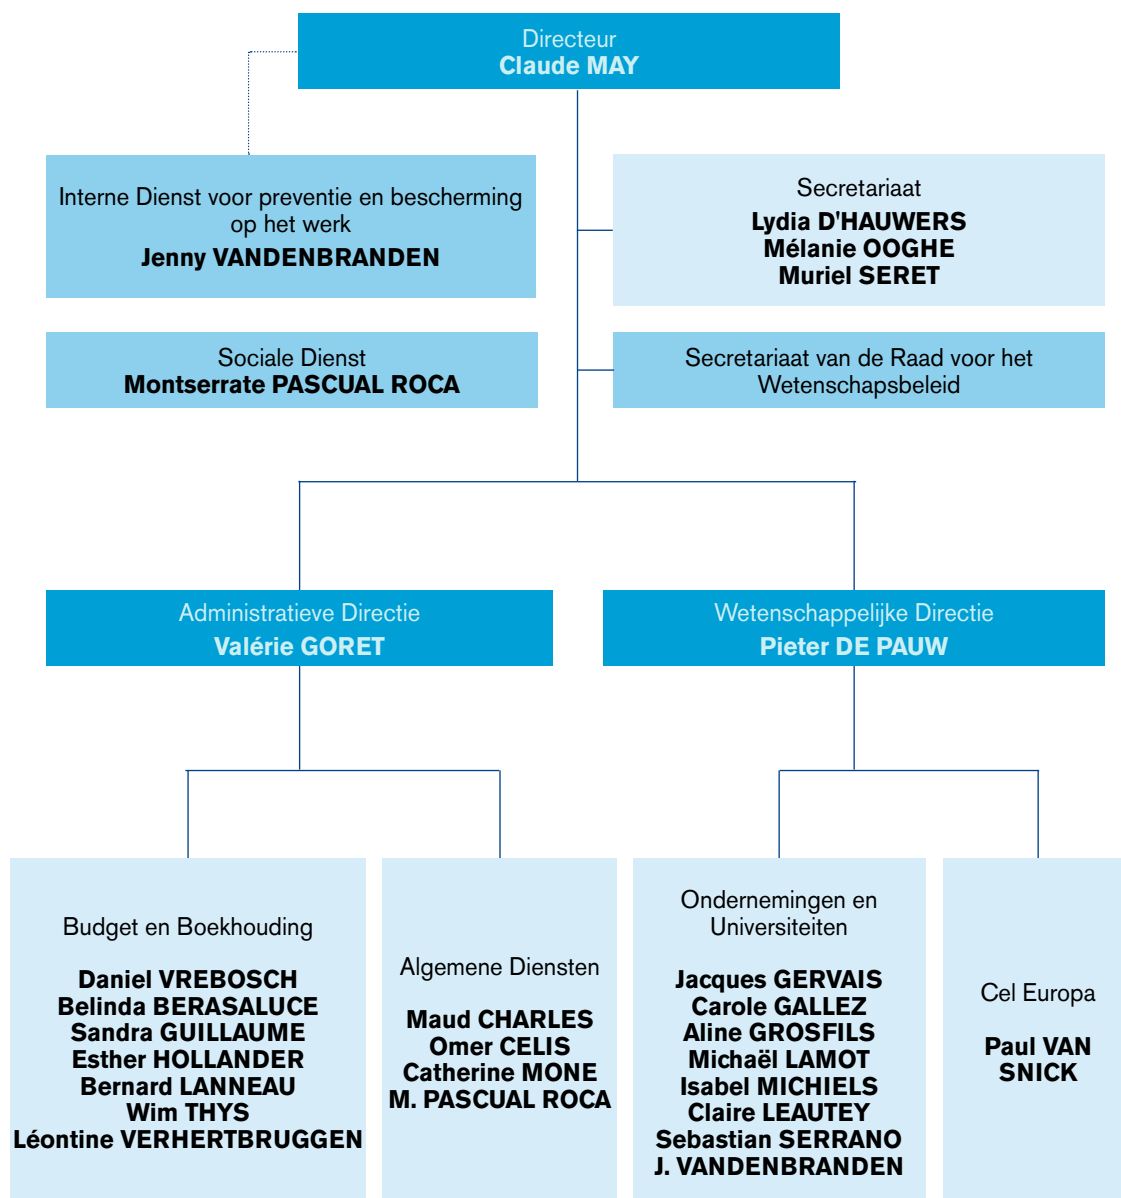 Directeur
Claude MAY
Interne Dienst voor preventie en bescherming
op het werk
Jenny VANDENBRANDEN
Secretariaat
Lydia D'HAUWERS
Mélanie OOGHE
Muriel SERET
Sociale Dienst
Montserrate PASCUAL ROCA
Secretariaat van de Raad voor het
Wetenschapsbeleid
Administratieve Directie
Valérie GORET
Wetenschappelijke Directie
Pieter DE PAUW
Budget en Boekhouding
Daniel VREBOSCH
Belinda BERASALUCE
Sandra GUILLAUME
Esther HOLLANDER
Bernard LANNEAU
Wim THYS
Léontine VERHERTBRUGGEN
Algemene Diensten
Maud CHARLES
Omer CELIS
Catherine MONE
M. PASCUAL ROCA
Ondernemingen en
Universiteiten
Jacques GERVAIS
Carole GALLEZ
Aline GROSFILS
Michaël LAMOT
Isabel MICHIELS
Claire LEAUTEY
Sebastian SERRANO
J. VANDENBRANDEN
Cel Europa
Paul VAN
SNICK